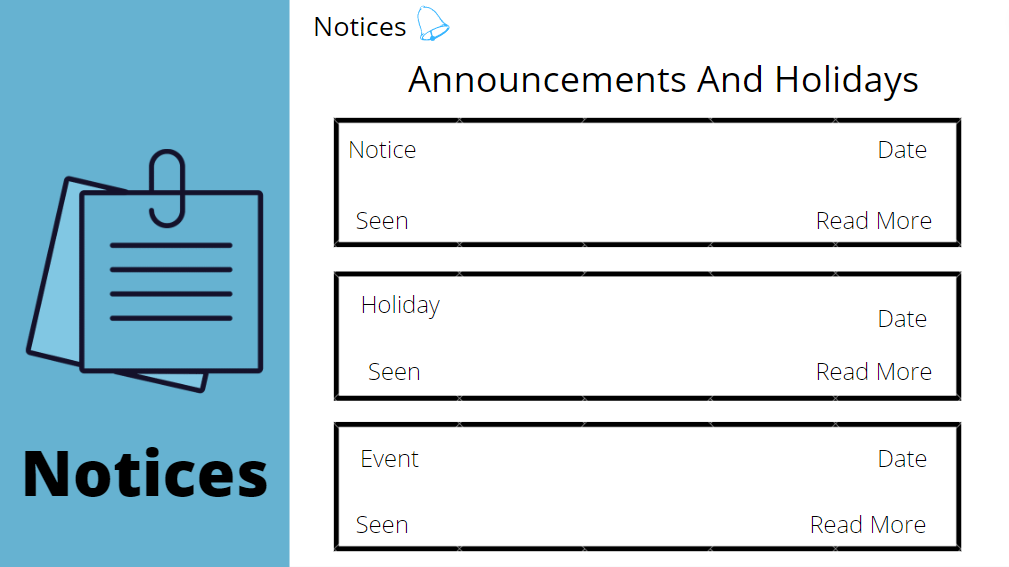 Notices
Announcements And Holidays
Notice Date
Seen Read More
Holiday Date
Seen Read More
Event Date
Seen Read More
Notices